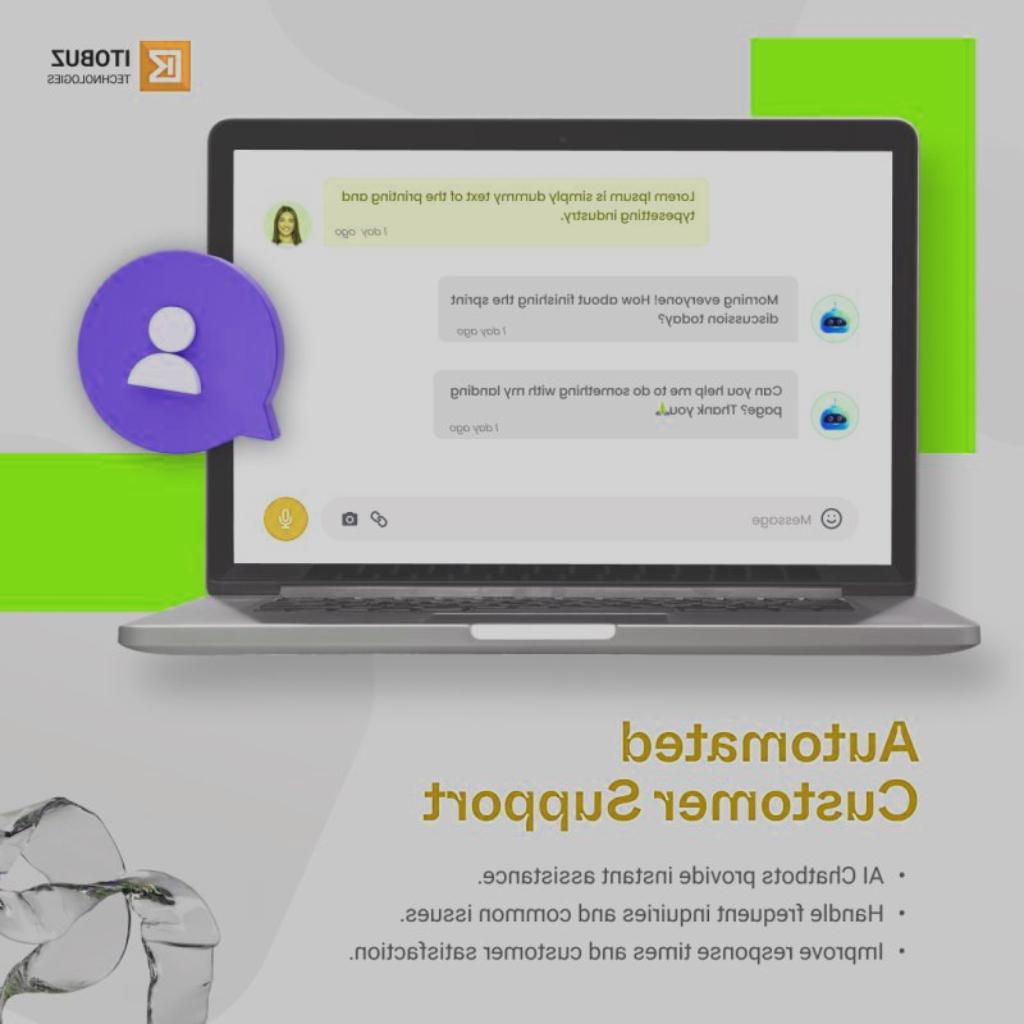 ITOBUZ
TECHNOLOGIES
Lorem Ipsum is simply dummy text of the printing and
typesetting industry.
1 day ago
Morning everyone! How about finishing the sprint
discussion today?
1 day ago
Can you help me to do something with my landing
page? Thank you🙏
1 day ago
Message
Automated
Customer Support
• AI Chatbots provide instant assistance.
• Handle frequent inquiries and common issues.
• Improve response times and customer satisfaction.